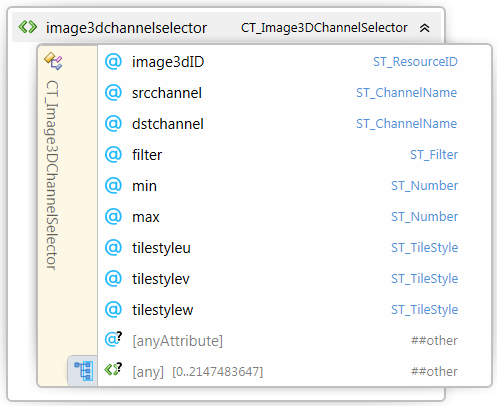 image3dchannelselector CT_Image3DChannelSelector
CT_Image3DChannelSelector
@ image3dID ST_ResourceID
@ srcchannel ST_ChannelName
@ dstchannel ST_ChannelName
@ filter ST_Filter
@ min ST_Number
@ max ST_Number
@ tilestyleu ST_TileStyle
@ tilestylev ST_TileStyle
@ tilestylew ST_TileStyle
@? [anyAttribute] ##other
<>? [any] [0..2147483647] ##other